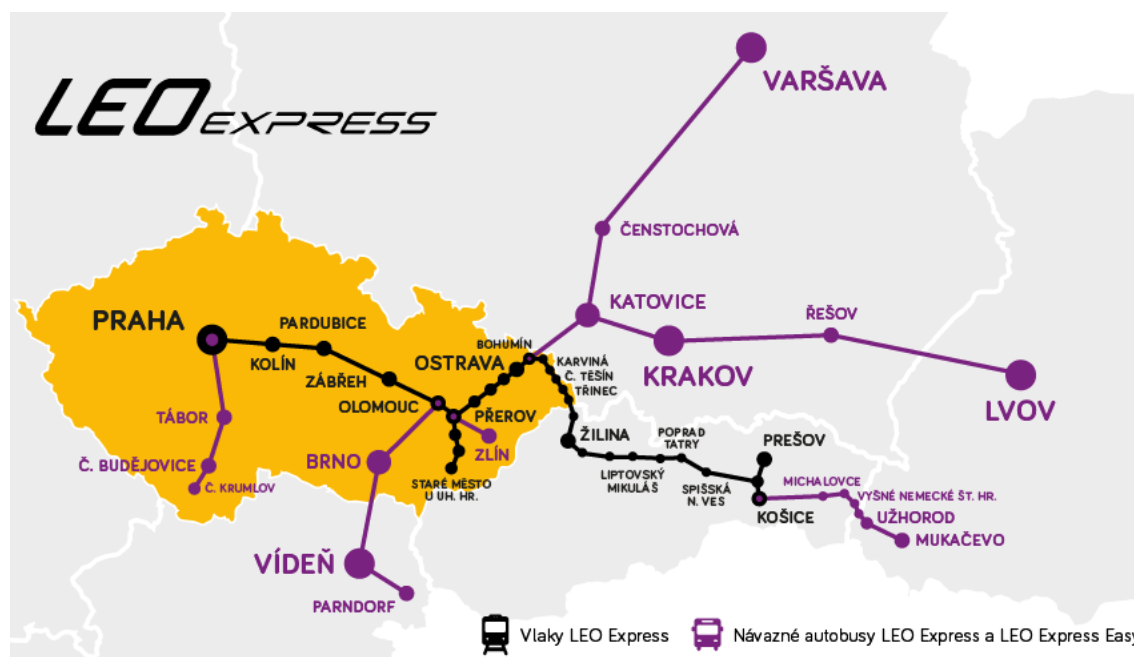 LEO EXPRESS
VARŠAVA
ČENSTOCHOVÁ
KATOVICE
ŘEŠOV
KRAKOV
LVOV
PRAHA
PARDUBICE
KOLÍN
ZÁBŘEH
OLOMOUC
OSTRAVA
BOHUMÍN
KARVINÁ
Č. TĚŠÍN
TŘINEC
PŘEROV
TÁBOR
Č. BUDĚJOVICE
Č. KRUMLOV
BRNO
ZLÍN
STARÉ MĚSTO
U UH. HR.
ŽILINA
LIPTOVSKÝ
MIKULÁŠ
POPRAD
TATRY
SPIŠSKÁ
N. VES
PREŠOV
KOŠICE
MICHALOVCE
VYŠNÉ NEMECKÉ ŠT. HR.
UŽHOROD
MUKAČEVO
VÍDEŇ
PARNDORF
Vlaky LEO Express
Návazné autobusy LEO Express a LEO Express Easy